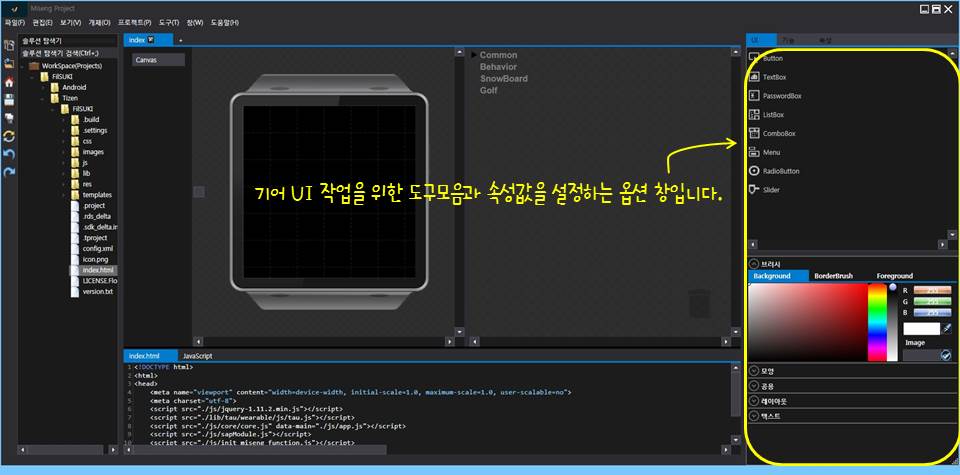 Miseng Project
파일(F) 편집(E) 보기(V) 개체(O) 프로젝트(P) 도구(T) 창(W) 도움말(H)
솔루션 탐색기
솔루션 탐색기 검색(Ctrl+;)
WorkSpace(Projects)
FilSUKI
Android
Tizen
FilSUKI
.build
.settings
css
images
js
lib
res
templates
.project
.rds_delta
.sdk_delta.in
.tproject
config.xml
icon.png
index.html
LICENSE.Flo
version.txt
index
Canvas
Common
Behavior
SnowBoard
Golf
기어 UI 작업을 위한 도구모음과 속성값을 설정하는 옵션 창입니다.
UI 기능 속성
Button
TextBox
PasswordBox
ListBox
ComboBox
Menu
RadioButton
Slider
브러시
Background BorderBrush Foreground
R 255
G 255
B 255
Image
모양
공용
레이아웃
텍스트
index.html JavaScript
1 <!DOCTYPE html>
2 <html>
3 <head>
4 <meta name="viewport" content="width=device-width, initial-scale=1.0, maximum-scale=1.0, user-scalable=no">
5 <meta charset="utf-8">
6 <script src="./js/jquery-1.11.2.min.js"></script>
7 <script src="./lib/tau/wearable/js/tau.js"></script>
8 <script src="./js/core/core.js" data-main="./js/app.js"></script>
9 <script src="./js/sapModule.js"></script>
10 <script src="./js/init_miseng_function.js"></script>